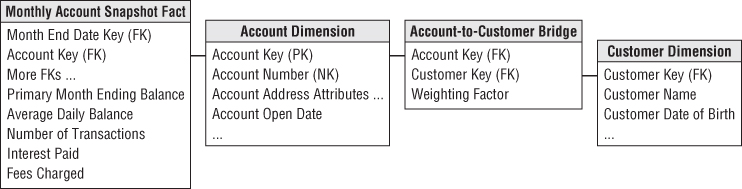 Monthly Account Snapshot Fact
Month End Date Key (FK)
Account Key (FK)
More FKs ...
Primary Month Ending Balance
Average Daily Balance
Number of Transactions
Interest Paid
Fees Charged
Account Dimension
Account Key (PK)
Account Number (NK)
Account Address Attributes ...
Account Open Date
...
Account-to-Customer Bridge
Account Key (FK)
Customer Key (FK)
Weighting Factor
Customer Dimension
Customer Key (FK)
Customer Name
Customer Date of Birth
...